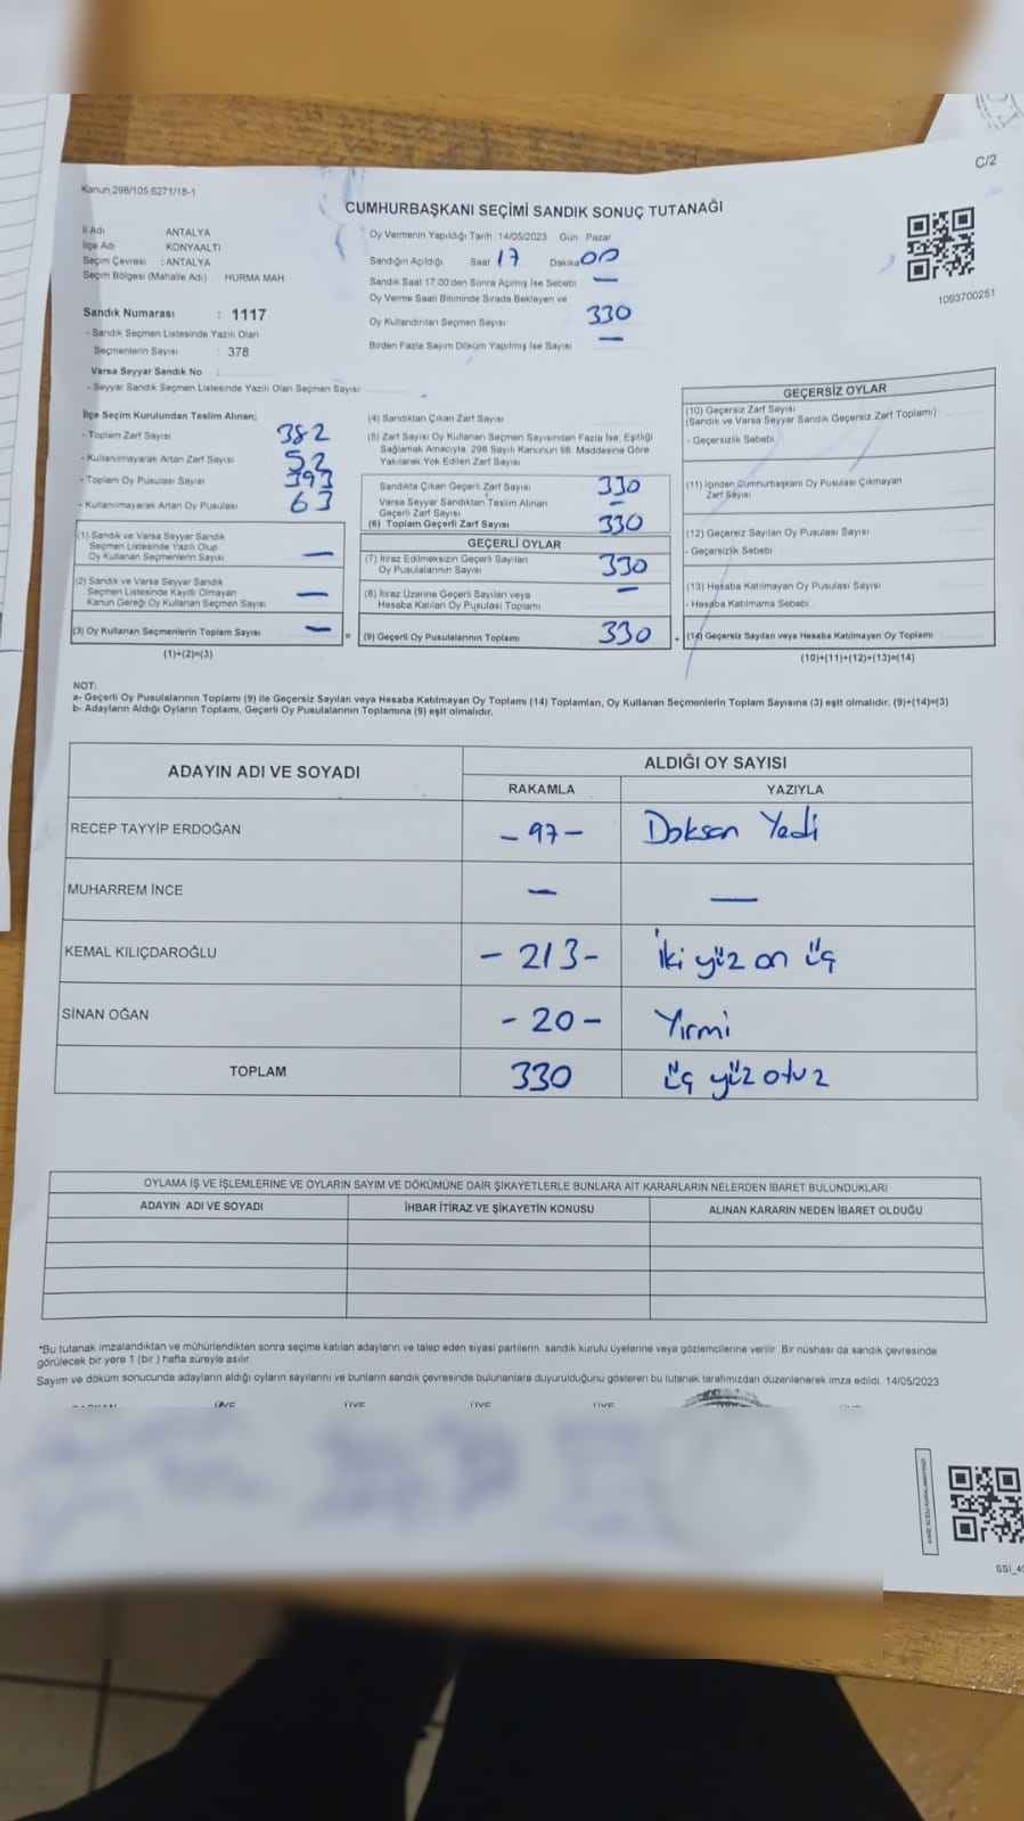 C/2
Kanun 298/105 6271/18-1
CUMHURBAŞKANI SEÇİMİ SANDIK SONUÇ TUTANAĞI
1093700251
İl Adı ANTALYA
İlçe Adı KONYAALTI
Seçim Çevresi : ANTALYA
Seçim Bölgesi (Mahalle Adı) HURMA MAH
Sandık Numarası : 1117
- Sandık Seçmen Listesinde Yazılı Olan
Seçmenlerin Sayısı : 378
Varsa Seyyar Sandık No
- Seyyar Sandık Seçmen Listesinde Yazılı Olan Seçmen Sayısı
Oy Vermenin Yapıldığı Tarih 14/05/2023 Gün Pazar
Sandığın Açıldığı Saat 17 Dakika 00
Sandık Saat 17.00'den Sonra Açılmış İse Sebebi —
Oy Verme Saati Bitiminde Sırada Bekleyen ve
Oy Kullandırılan Seçmen Sayısı 330
Birden Fazla Sayım Döküm Yapılmış İse Sayısı —
İlçe Seçim Kurulundan Teslim Alınan;
- Toplam Zarf Sayısı 382
- Kullanılmayarak Artan Zarf Sayısı 52
- Toplam Oy Pusulası Sayısı 393
- Kullanılmayarak Artan Oy Pusulası 63
(1) Sandık ve Varsa Seyyar Sandık
Seçmen Listesinde Yazılı Olup
Oy Kullanan Seçmenlerin Sayısı —
(2) Sandık ve Varsa Seyyar Sandık
Seçmen Listesinde Kayıtlı Olmayan
Kanun Gereği Oy Kullanan Seçmen Sayısı —
(3) Oy Kullanan Seçmenlerin Toplam Sayısı — =
(1)+(2)=(3)
(4) Sandıktan Çıkan Zarf Sayısı
(5) Zarf Sayısı Oy Kullanan Seçmen Sayısından Fazla İse, Eşitliği
Sağlamak Amacıyla, 298 Sayılı Kanunun 98. Maddesine Göre
Yakılarak Yok Edilen Zarf Sayısı
Sandıkta Çıkan Geçerli Zarf Sayısı 330
Varsa Seyyar Sandıktan Teslim Alınan
Geçerli Zarf Sayısı —
(6) Toplam Geçerli Zarf Sayısı 330
GEÇERLİ OYLAR
(7) İtiraz Edilmeksizin Geçerli Sayılan
Oy Pusulalarının Sayısı 330
(8) İtiraz Üzerine Geçerli Sayılan veya
Hesaba Katılan Oy Pusulası Toplamı —
(9) Geçerli Oy Pusulalarının Toplamı 330 +
GEÇERSİZ OYLAR
(10) Geçersiz Zarf Sayısı
(Sandık ve Varsa Seyyar Sandık Geçersiz Zarf Toplamı)
- Geçersizlik Sebebi
(11) İçinden Cumhurbaşkanı Oy Pusulası Çıkmayan
Zarf Sayısı
(12) Geçersiz Sayılan Oy Pusulası Sayısı
- Geçersizlik Sebebi
(13) Hesaba Katılmayan Oy Pusulası Sayısı
- Hesaba Katılmama Sebebi
(14) Geçersiz Sayılan veya Hesaba Katılmayan Oy Toplamı
(10)+(11)+(12)+(13)=(14)
NOT:
a- Geçerli Oy Pusulalarının Toplamı (9) ile Geçersiz Sayılan veya Hesaba Katılmayan Oy Toplamı (14) Toplamları, Oy Kullanan Seçmenlerin Toplam Sayısına (3) eşit olmalıdır. (9)+(14)=(3)
b- Adayların Aldığı Oyların Toplamı, Geçerli Oy Pusulalarının Toplamına (9) eşit olmalıdır.
ADAYIN ADI VE SOYADI
ALDIĞI OY SAYISI
RAKAMLA YAZIYLA
RECEP TAYYİP ERDOĞAN - 97 - Doksan Yedi
MUHARREM İNCE — —
KEMAL KILIÇDAROĞLU - 213 - İki yüz on üç
SİNAN OĞAN - 20 - Yirmi
TOPLAM 330 üç yüz otuz
OYLAMA İŞ VE İŞLEMLERİNE VE OYLARIN SAYIM VE DÖKÜMÜNE DAİR ŞİKAYETLERLE BUNLARA AİT KARARLARIN NELERDEN İBARET BULUNDUKLARI
ADAYIN ADI VE SOYADI İHBAR İTİRAZ VE ŞİKAYETİN KONUSU ALINAN KARARIN NEDEN İBARET OLDUĞU
*Bu tutanak imzalandıktan ve mühürlendikten sonra seçime katılan adayların ve talep eden siyasi partilerin, sandık kurulu üyelerine veya gözlemcilerine verilir. Bir nüshası da sandık çevresinde
görülecek bir yere 1 (bir) hafta süreyle asılır.
Sayım ve döküm sonucunda adayların aldığı oyların sayılarını ve bunların sandık çevresinde bulunanlara duyurulduğunu gösteren bu tutanak tarafımızdan düzenlenerek imza edildi. 14/05/2023